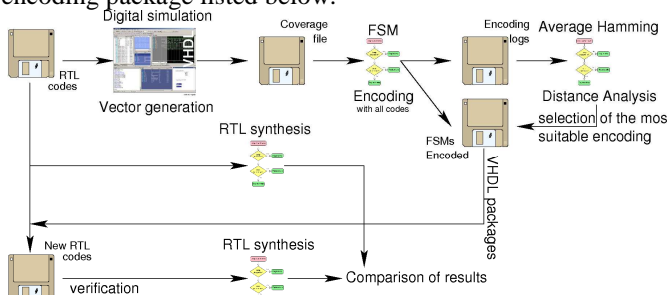 encoding package listed below.
Digital simulation
VHDL
Vector generation
RTL
codes
Coverage
file
FSM
Encoding
with all codes
Encoding
logs
Average Hamming
Distance Analysis
selection of the mos
suitable encoding
FSMs
Encoded
VHDL packages
RTL synthesis
New RTL
codes
verification
RTL synthesis
Comparison of results